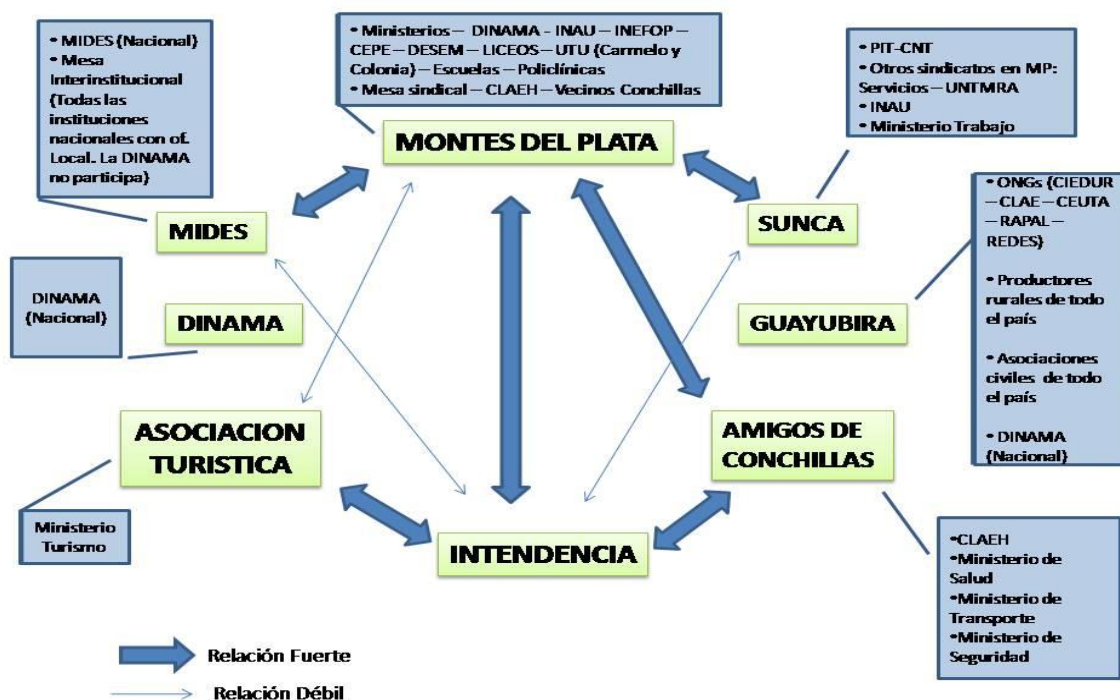 • MIDES (Nacional)
• Mesa
Interinstitucional
(Todas las
instituciones
nacionales con of.
Local. La DINAMA
no participa)
• Ministerios – DINAMA - INAU – INEFOP –
CEPE – DESEM – LICEOS – UTU (Carmelo y
Colonia) – Escuelas – Policlínicas
• Mesa sindical – CLAEH – Vecinos Conchillas
• PIT-CNT
• Otros sindicatos en MP:
Servicios – UNTMRA
• INAU
• Ministerio Trabajo
MONTES DEL PLATA
MIDES
SUNCA
• ONGs (CIEDUR
– CLAE – CEUTA
– RAPAL –
REDES)
• Productores
rurales de todo
el país
• Asociaciones
civiles de todo
el país
• DINAMA
(Nacional)
DINAMA
(Nacional)
DINAMA
GUAYUBIRA
ASOCIACION
TURISTICA
AMIGOS DE
CONCHILLAS
Ministerio
Turismo
INTENDENCIA
•CLAEH
•Ministerio de
Salud
•Ministerio de
Transporte
•Ministerio de
Seguridad
Relación Fuerte
Relación Débil